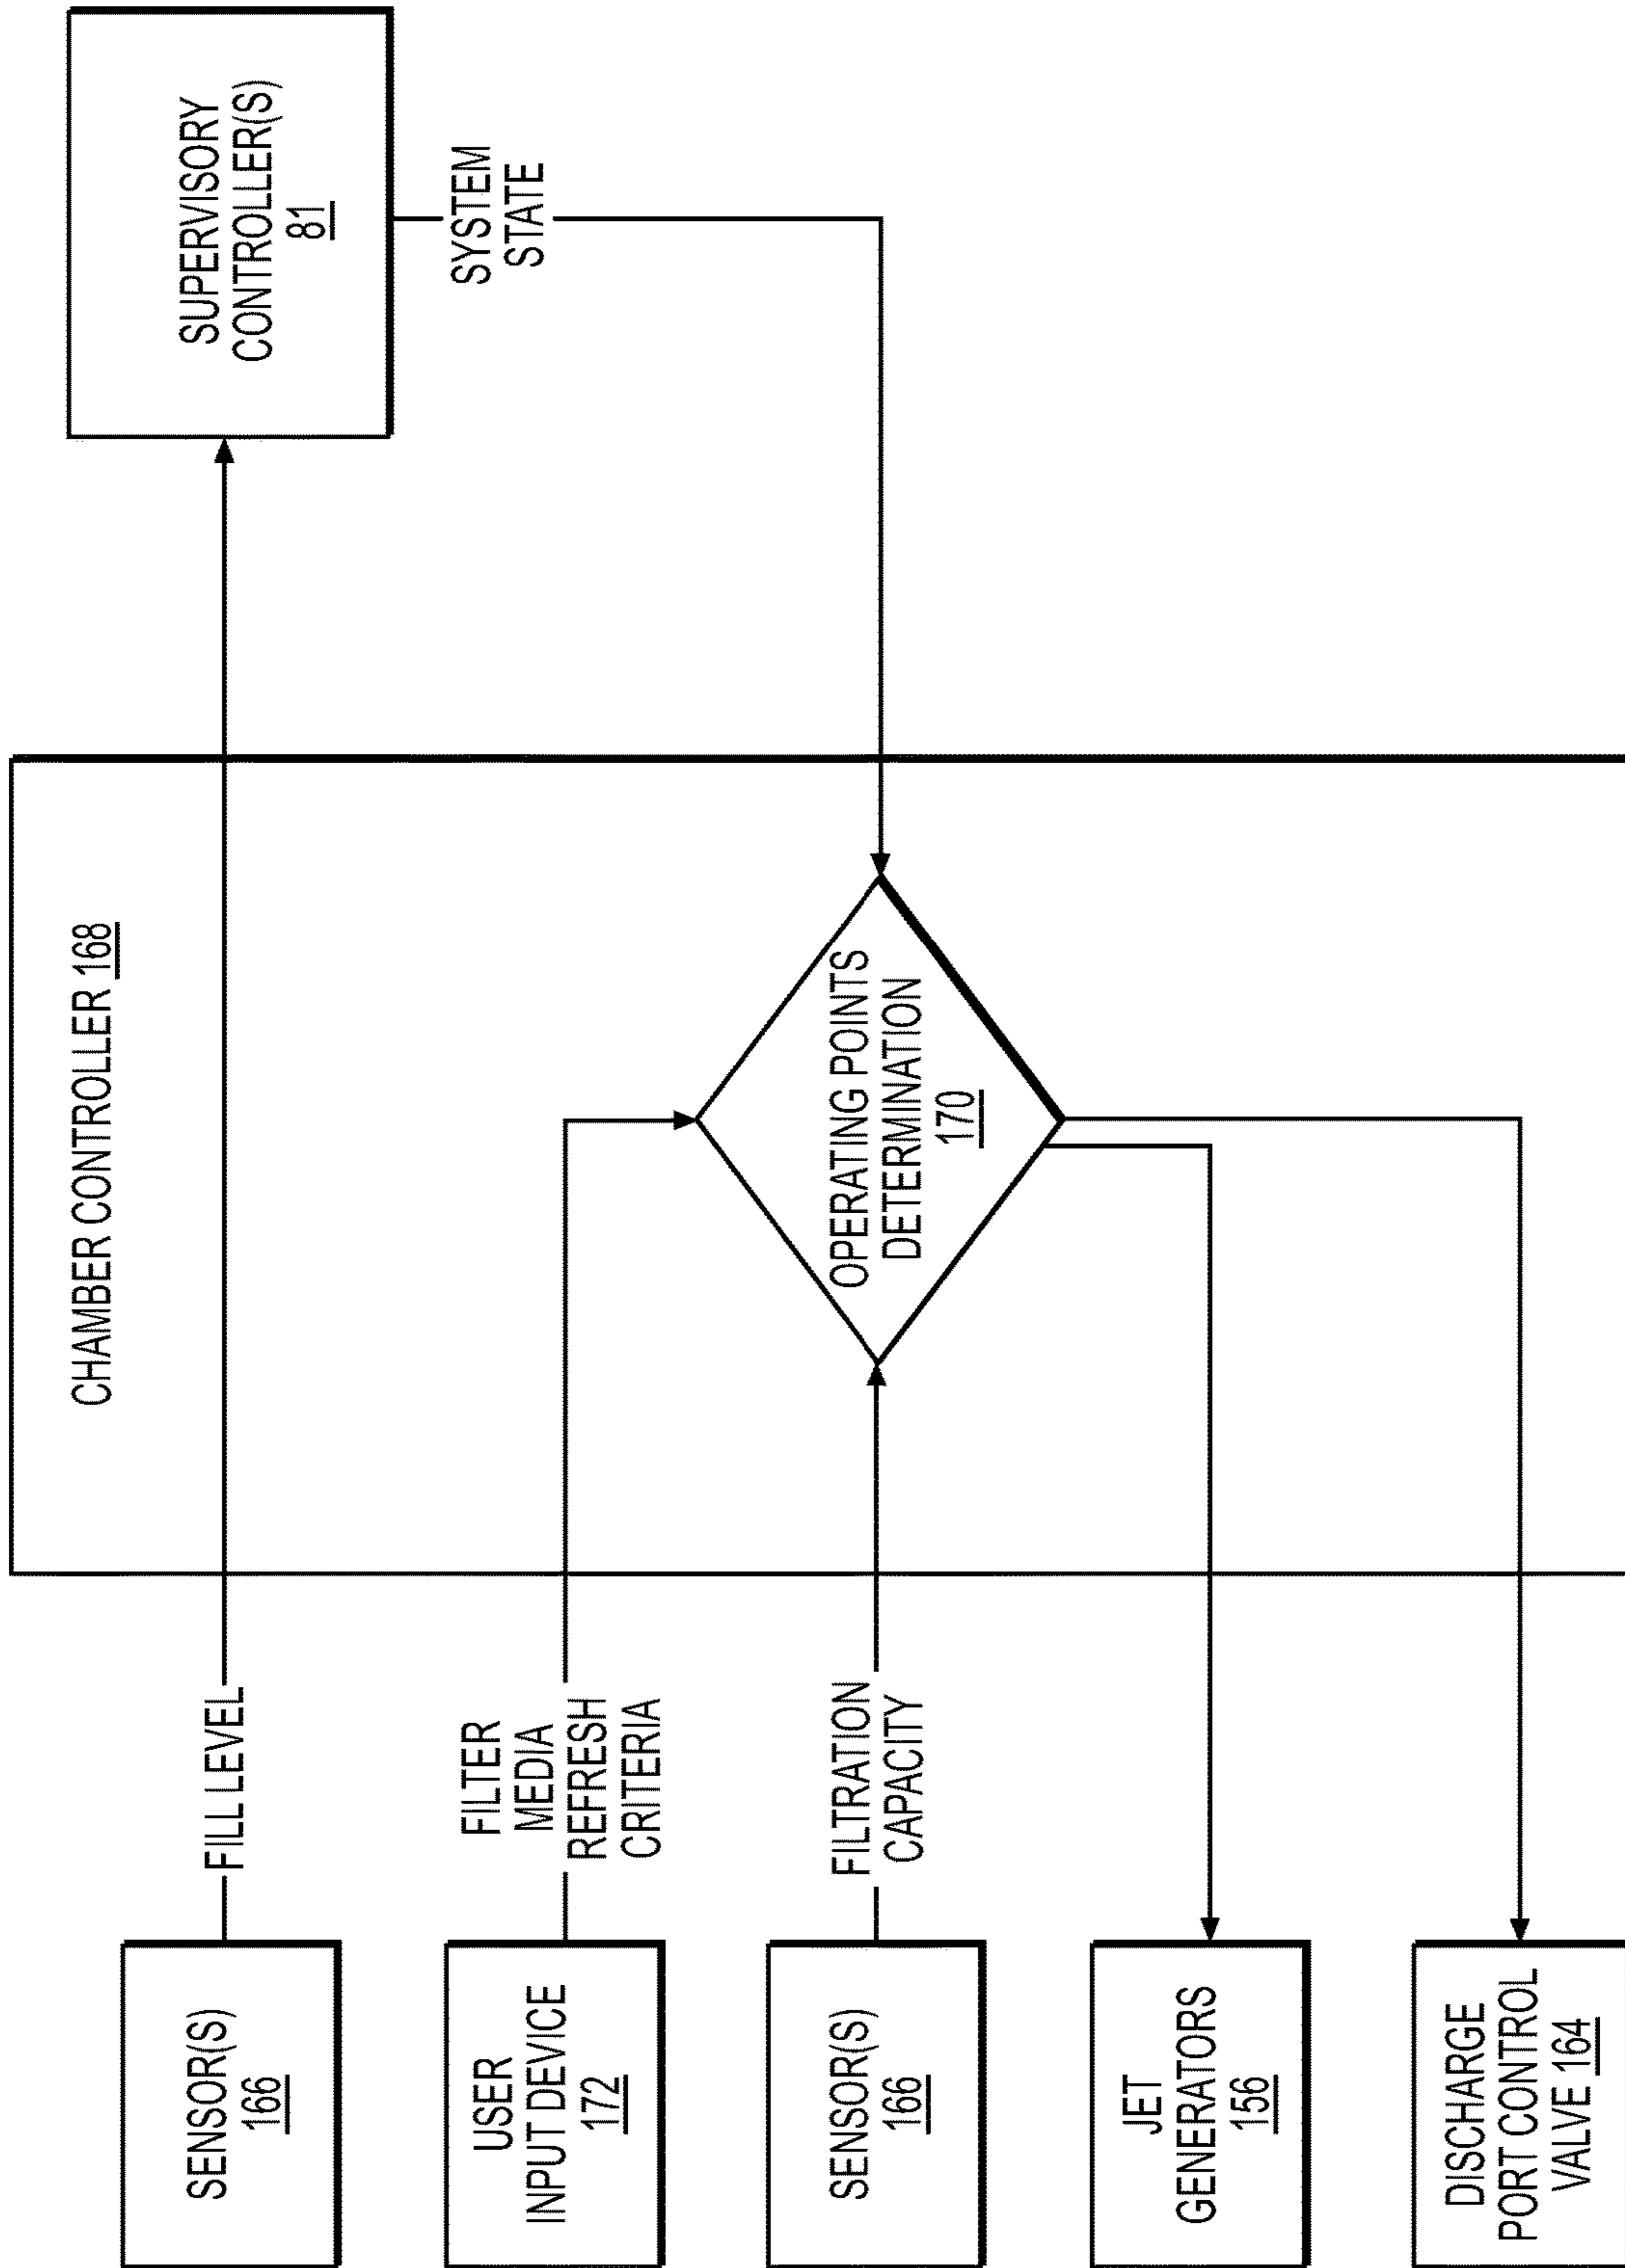 SENSOR(S)
166
FILL LEVEL
CHAMBER CONTROLLER 168
SUPERVISORY
CONTROLLER(S)
81
SYSTEM
STATE
USER
INPUT DEVICE
172
FILTER
MEDIA
REFRESH
CRITERIA
SENSOR(S)
166
FILTRATION
CAPACITY
OPERATING POINTS
DETERMINATION
170
JET
GENERATORS
156
DISCHARGE
PORT CONTROL
VALVE 164